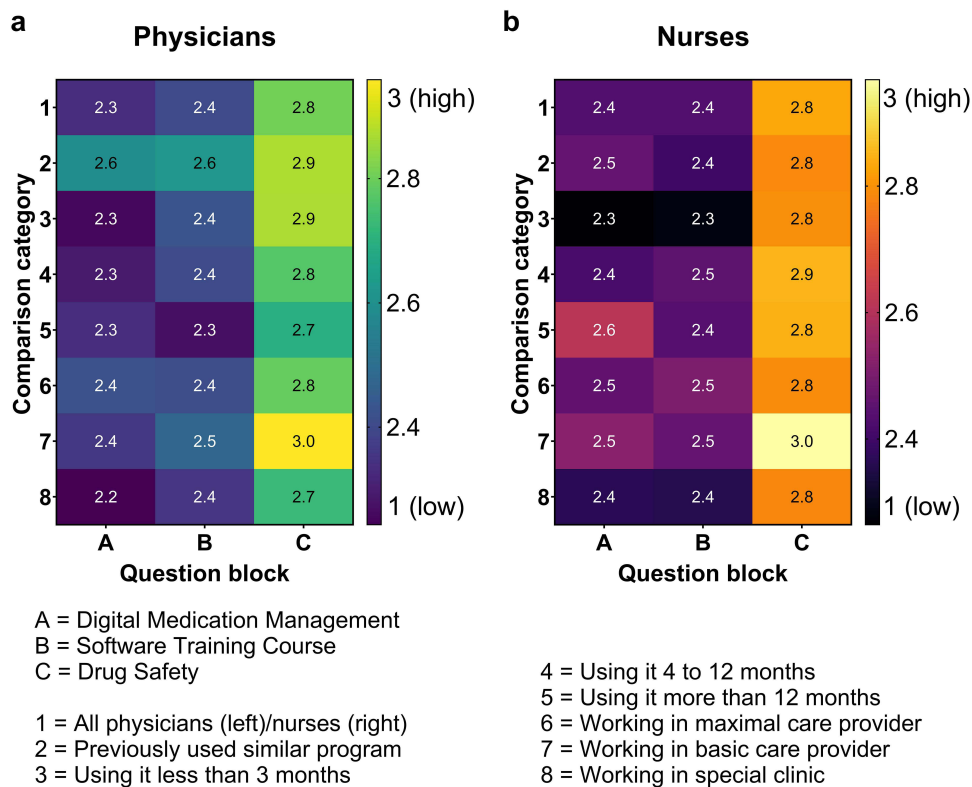 a
Physicians
Comparison category
1 2.3 2.4 2.8
2 2.6 2.6 2.9
3 2.3 2.4 2.9
4 2.3 2.4 2.8
5 2.3 2.3 2.7
6 2.4 2.4 2.8
7 2.4 2.5 3.0
8 2.2 2.4 2.7
A B C
Question block
3 (high)
2.8
2.6
2.4
1 (low)
b
Nurses
Comparison category
1 2.4 2.4 2.8
2 2.5 2.4 2.8
3 2.3 2.3 2.8
4 2.4 2.5 2.9
5 2.6 2.4 2.8
6 2.5 2.5 2.8
7 2.5 2.5 3.0
8 2.4 2.4 2.8
A B C
Question block
3 (high)
2.8
2.6
2.4
1 (low)
A = Digital Medication Management
B = Software Training Course
C = Drug Safety
1 = All physicians (left)/nurses (right)
2 = Previously used similar program
3 = Using it less than 3 months
4 = Using it 4 to 12 months
5 = Using it more than 12 months
6 = Working in maximal care provider
7 = Working in basic care provider
8 = Working in special clinic